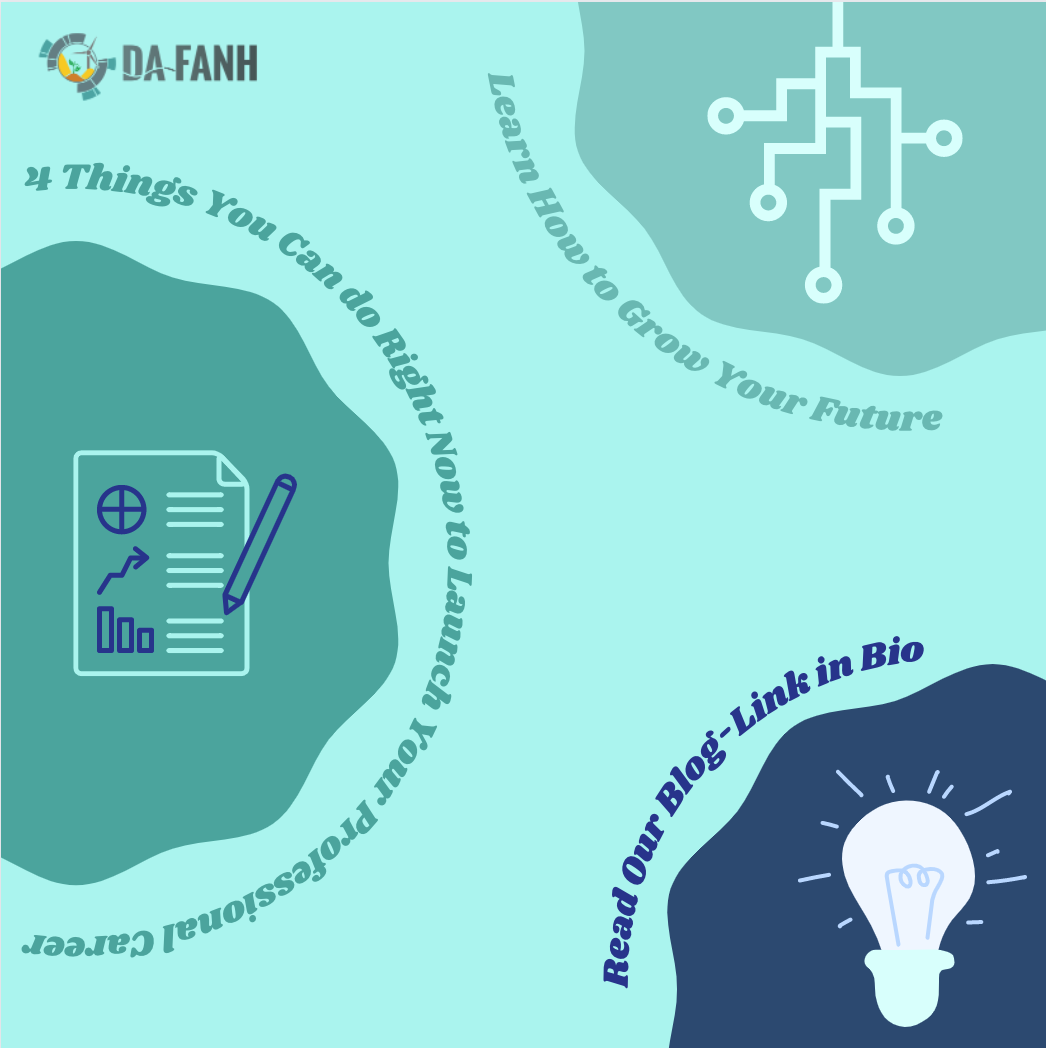 DA-FANH
Learn How to Grow Your Future
4 Things You Can do Right Now to Launch Your Professional Career
Read Our Blog-Link in Bio